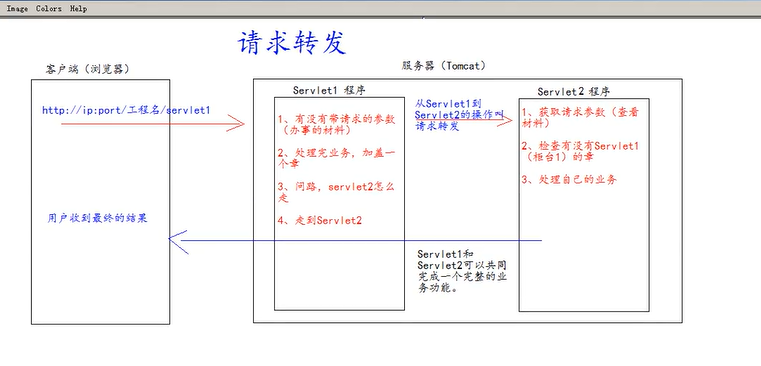 Image Colors Help
请求转发
客户端（浏览器）
服务器（Tomcat）
Servlet1 程序
Servlet2 程序
http://ip:port/工程名/servlet1
1、有没有带请求的参数
（办事的材料）
2、处理完业务，加盖一
个章
3、问路，servlet2怎么
走
4、走到Servlet2
从Servlet1到
Servlet2的操作叫
请求转发
1、获取请求参数（查看
材料）
2、检查有没有Servlet1
（柜台1）的章
3、处理自己的业务
用户收到最终的结果
Servlet1和
Servlet2可以共同
完成一个完整的业
务功能。